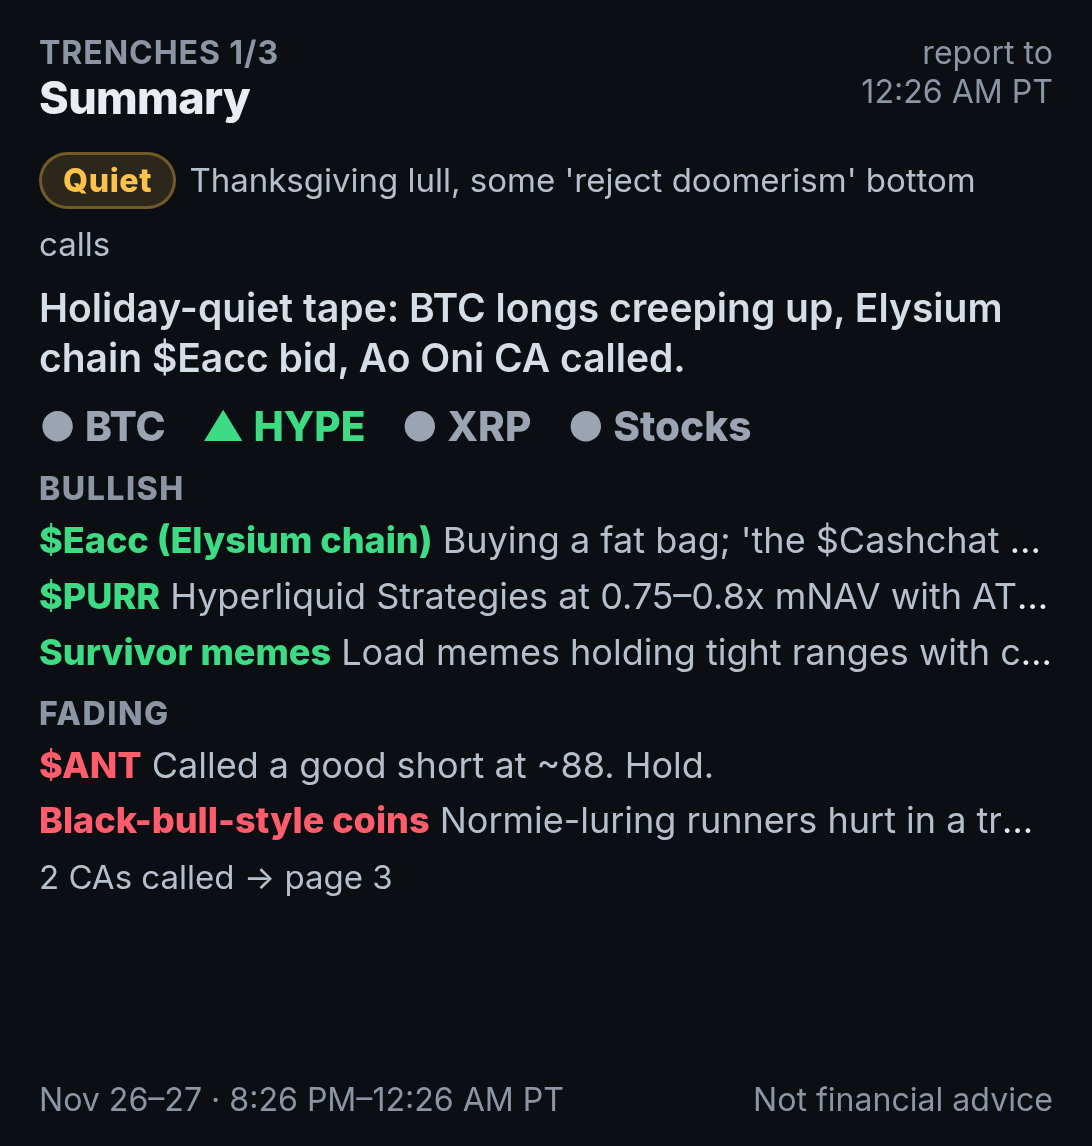 TRENCHES 1/3
Summary
report to
12:26 AM PT
Quiet Thanksgiving lull, some 'reject doomerism' bottom
calls
Holiday-quiet tape: BTC longs creeping up, Elysium
chain $Eacc bid, Ao Oni CA called.
● BTC ▲ HYPE ● XRP ● Stocks
BULLISH
$Eacc (Elysium chain) Buying a fat bag; 'the $Cashchat ...
$PURR Hyperliquid Strategies at 0.75–0.8x mNAV with AT...
Survivor memes Load memes holding tight ranges with c...
FADING
$ANT Called a good short at ~88. Hold.
Black-bull-style coins Normie-luring runners hurt in a tr...
2 CAs called → page 3
Nov 26–27 · 8:26 PM–12:26 AM PT
Not financial advice